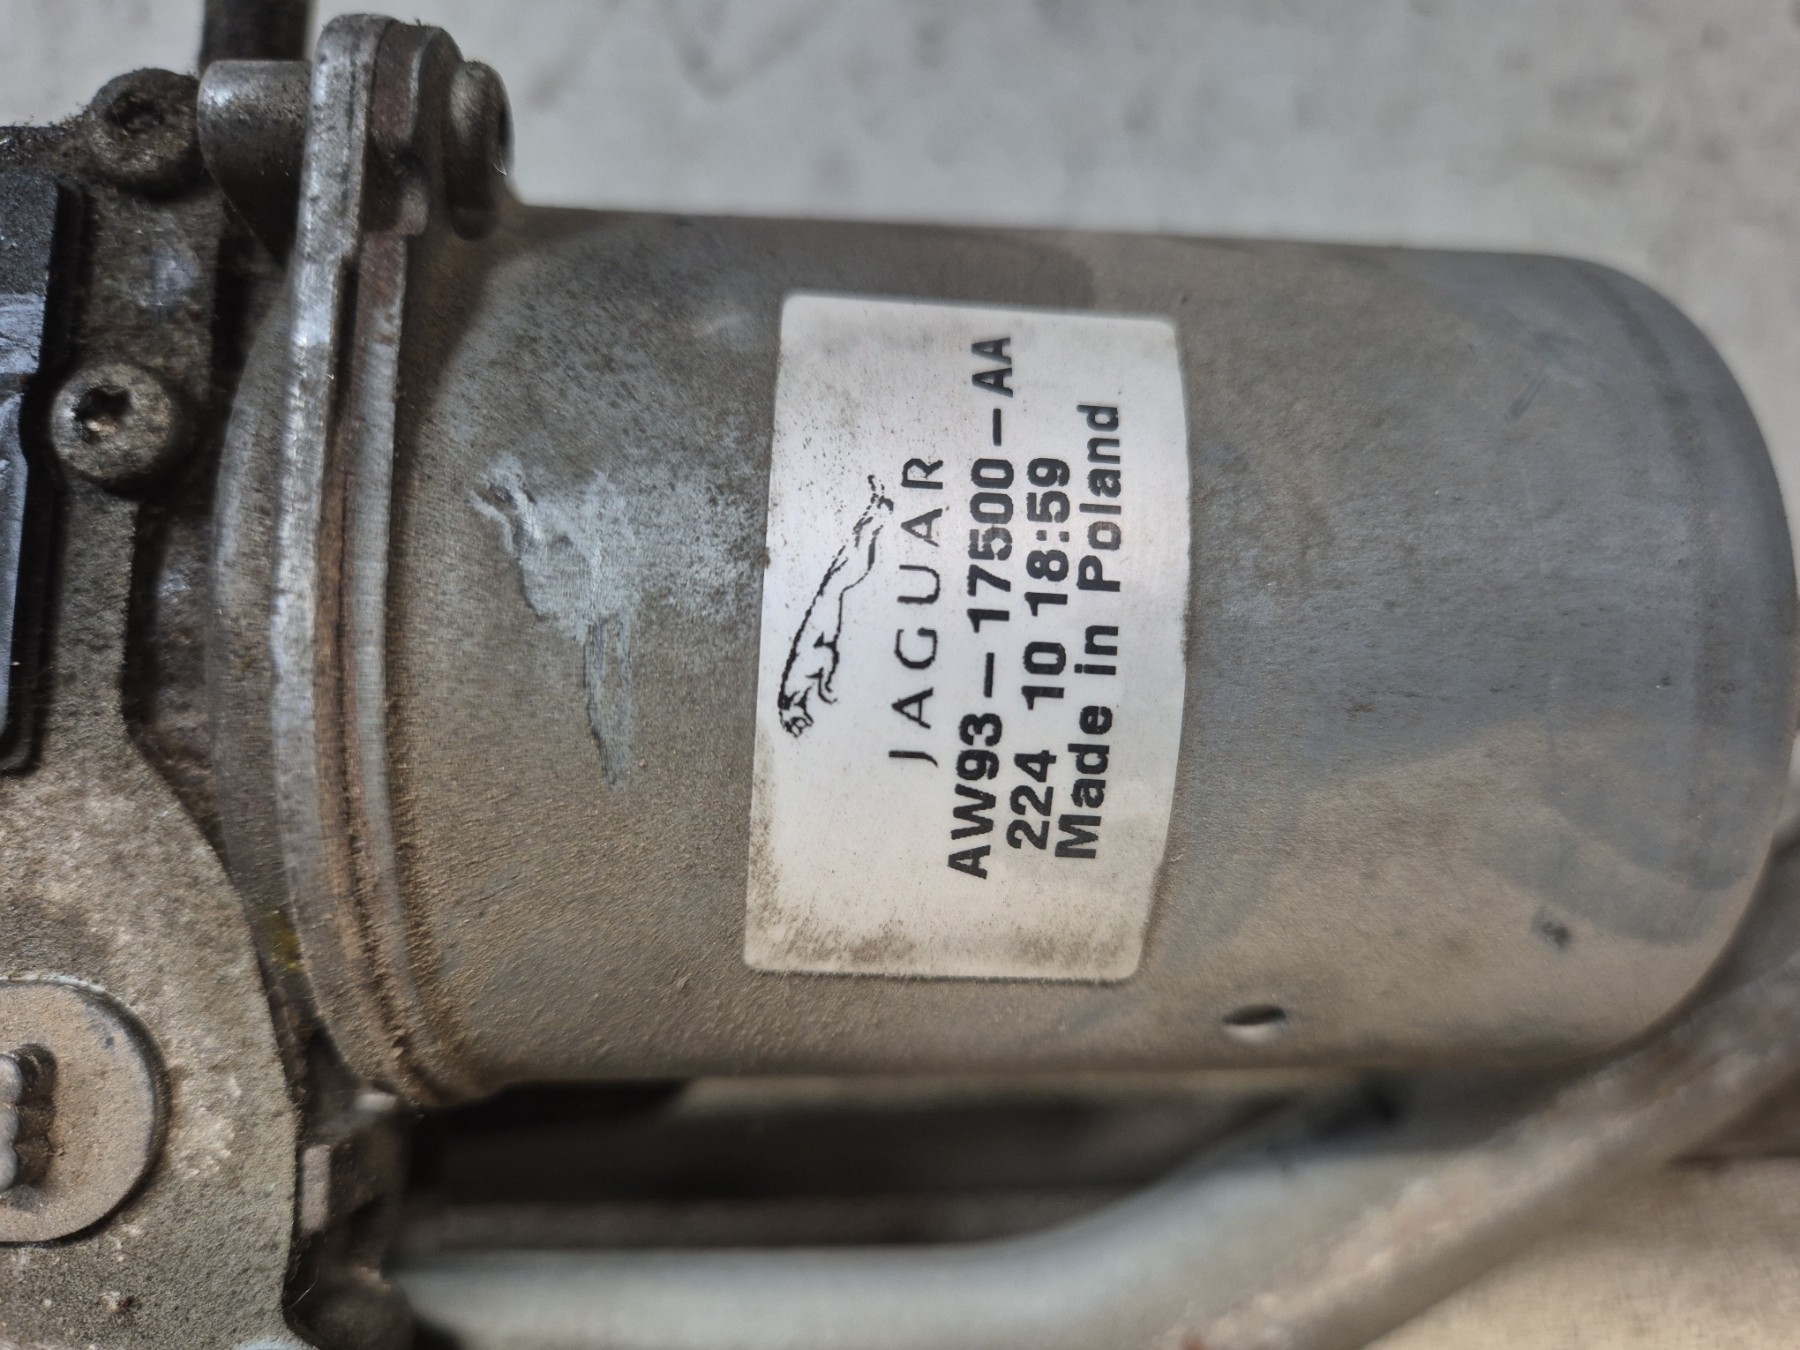 JAGUAR
AW93-17500-AA
224 10 18:59
Made in Poland